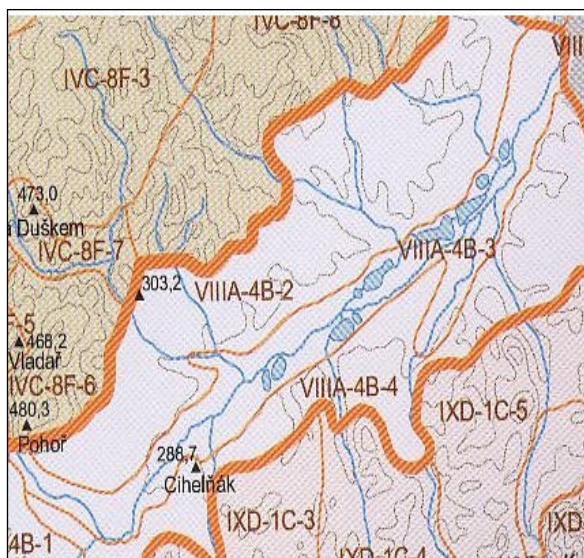 IVC-8F-8
VIII
IVC-8F-3
473,0
a Duškem
IVC-8F-7
VIIIA-4B-3
303,2
VIIIA-4B-2
F-5
468,2
Vladař
IVC-8F-6
VIIIA-4B-4
IXD-1C-5
480,3
Pohoř
288,7
Cihelňák
IXD-1C-3
IXD
4B-1
IXD-1C-4